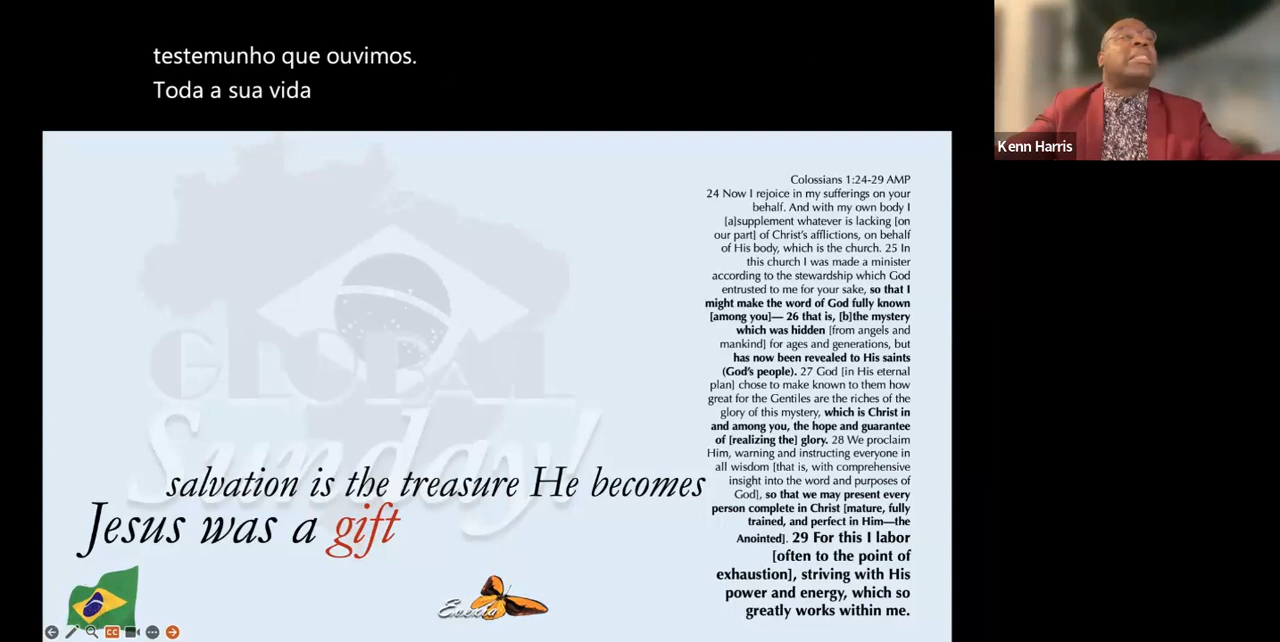 testemunho que ouvimos.
Toda a sua vida
Kenn Harris
Colossians 1:24-29 AMP
24 Now I rejoice in my sufferings on your
behalf. And with my own body I
[a]supplement whatever is lacking [on
our part] of Christ's afflictions, on behalf
of His body, which is the church. 25 In
this church I was made a minister
according to the stewardship which God
entrusted to me for your sake, so that I
might make the word of God fully known
[among you]— 26 that is, [b]the mystery
which was hidden [from angels and
mankind] for ages and generations, but
has now been revealed to His saints
(God's people). 27 God [in His eternal
plan] chose to make known to them how
great for the Gentiles are the riches of the
glory of this mystery, which is Christ in
and among you, the hope and guarantee
of [realizing the] glory. 28 We proclaim
Him, warning and instructing everyone in
all wisdom [that is, with comprehensive
insight into the word and purposes of
God], so that we may present every
person complete in Christ [mature, fully
trained, and perfect in Him—the
Anointed]. 29 For this I labor
[often to the point of
exhaustion], striving with His
power and energy, which so
greatly works within me.
GLOBAL
Sunday!
salvation is the treasure He becomes
Jesus was a gift
CC